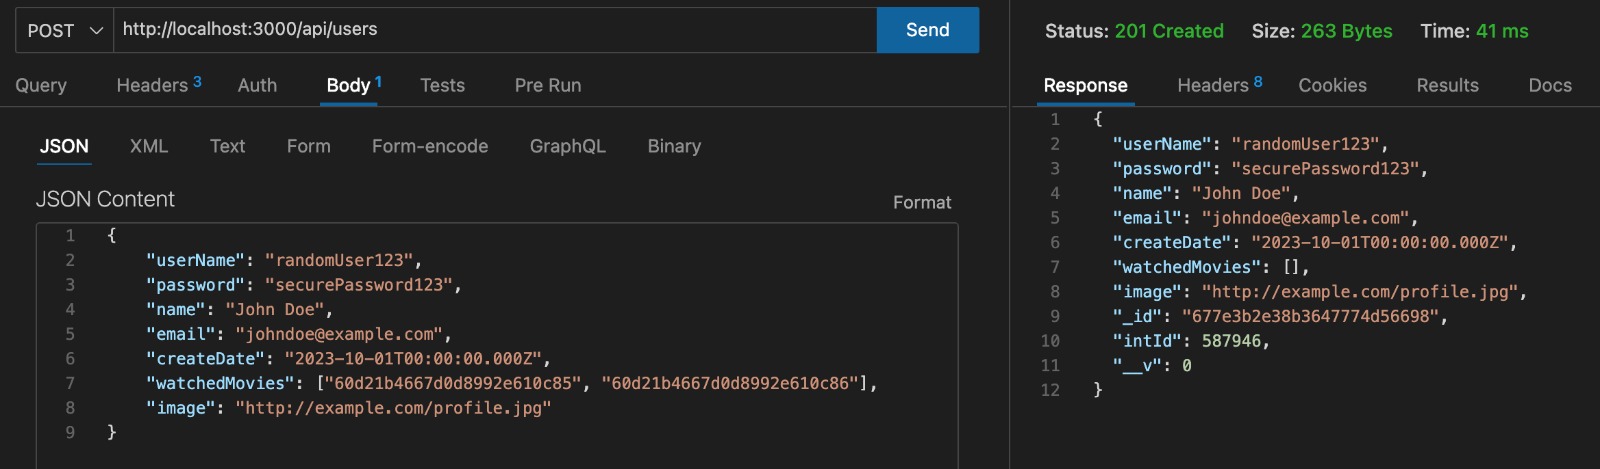 POST http://localhost:3000/api/users Send
Query Headers 3 Auth Body 1 Tests Pre Run
JSON XML Text Form Form-encode GraphQL Binary
JSON Content Format
1 {
2 "userName": "randomUser123",
3 "password": "securePassword123",
4 "name": "John Doe",
5 "email": "johndoe@example.com",
6 "createDate": "2023-10-01T00:00:00.000Z",
7 "watchedMovies": ["60d21b4667d0d8992e610c85", "60d21b4667d0d8992e610c86"],
8 "image": "http://example.com/profile.jpg"
9 }
Status: 201 Created Size: 263 Bytes Time: 41 ms
Response Headers 8 Cookies Results Docs
1 {
2 "userName": "randomUser123",
3 "password": "securePassword123",
4 "name": "John Doe",
5 "email": "johndoe@example.com",
6 "createDate": "2023-10-01T00:00:00.000Z",
7 "watchedMovies": [],
8 "image": "http://example.com/profile.jpg",
9 "_id": "677e3b2e38b3647774d56698",
10 "intId": 587946,
11 "__v": 0
12 }